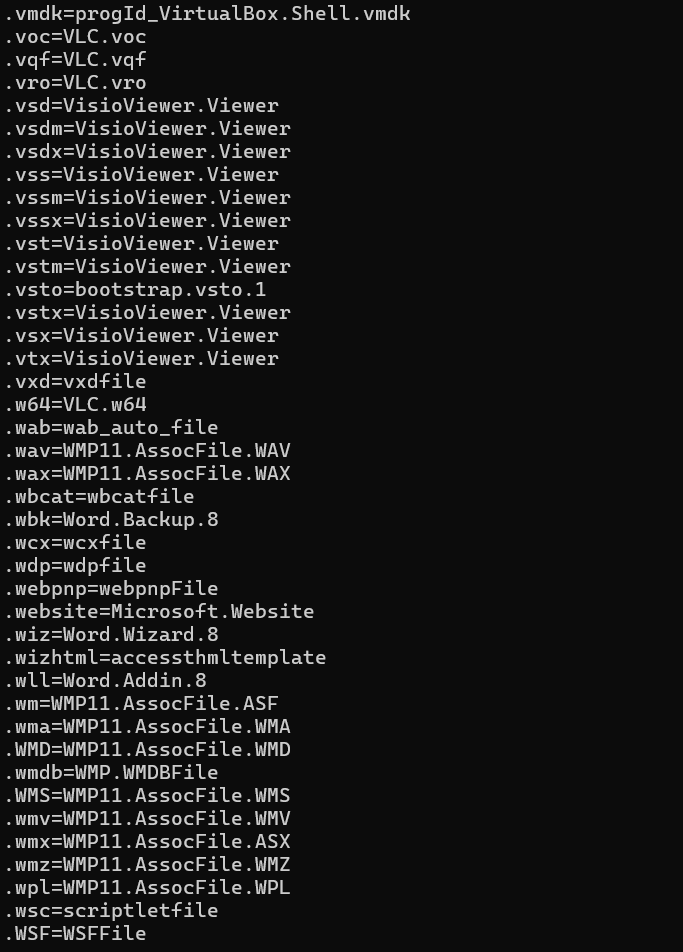 .vmdk=progId_VirtualBox.Shell.vmdk
.voc=VLC.voc
.vqf=VLC.vqf
.vro=VLC.vro
.vsd=VisioViewer.Viewer
.vsdm=VisioViewer.Viewer
.vsdx=VisioViewer.Viewer
.vss=VisioViewer.Viewer
.vssm=VisioViewer.Viewer
.vssx=VisioViewer.Viewer
.vst=VisioViewer.Viewer
.vstm=VisioViewer.Viewer
.vsto=bootstrap.vsto.1
.vstx=VisioViewer.Viewer
.vsx=VisioViewer.Viewer
.vtx=VisioViewer.Viewer
.vxd=vxdfile
.w64=VLC.w64
.wab=wab_auto_file
.wav=WMP11.AssocFile.WAV
.wax=WMP11.AssocFile.WAX
.wbcat=wbcatfile
.wbk=Word.Backup.8
.wcx=wcxfile
.wdp=wdpfile
.webpnp=webpnpFile
.website=Microsoft.Website
.wiz=Word.Wizard.8
.wizhtml=accessthmltemplate
.wll=Word.Addin.8
.wm=WMP11.AssocFile.ASF
.wma=WMP11.AssocFile.WMA
.WMD=WMP11.AssocFile.WMD
.wmdb=WMP.WMDBFile
.WMS=WMP11.AssocFile.WMS
.wmv=WMP11.AssocFile.WMV
.wmx=WMP11.AssocFile.ASX
.wmz=WMP11.AssocFile.WMZ
.wpl=WMP11.AssocFile.WPL
.wsc=scriptletfile
.WSF=WSFFile